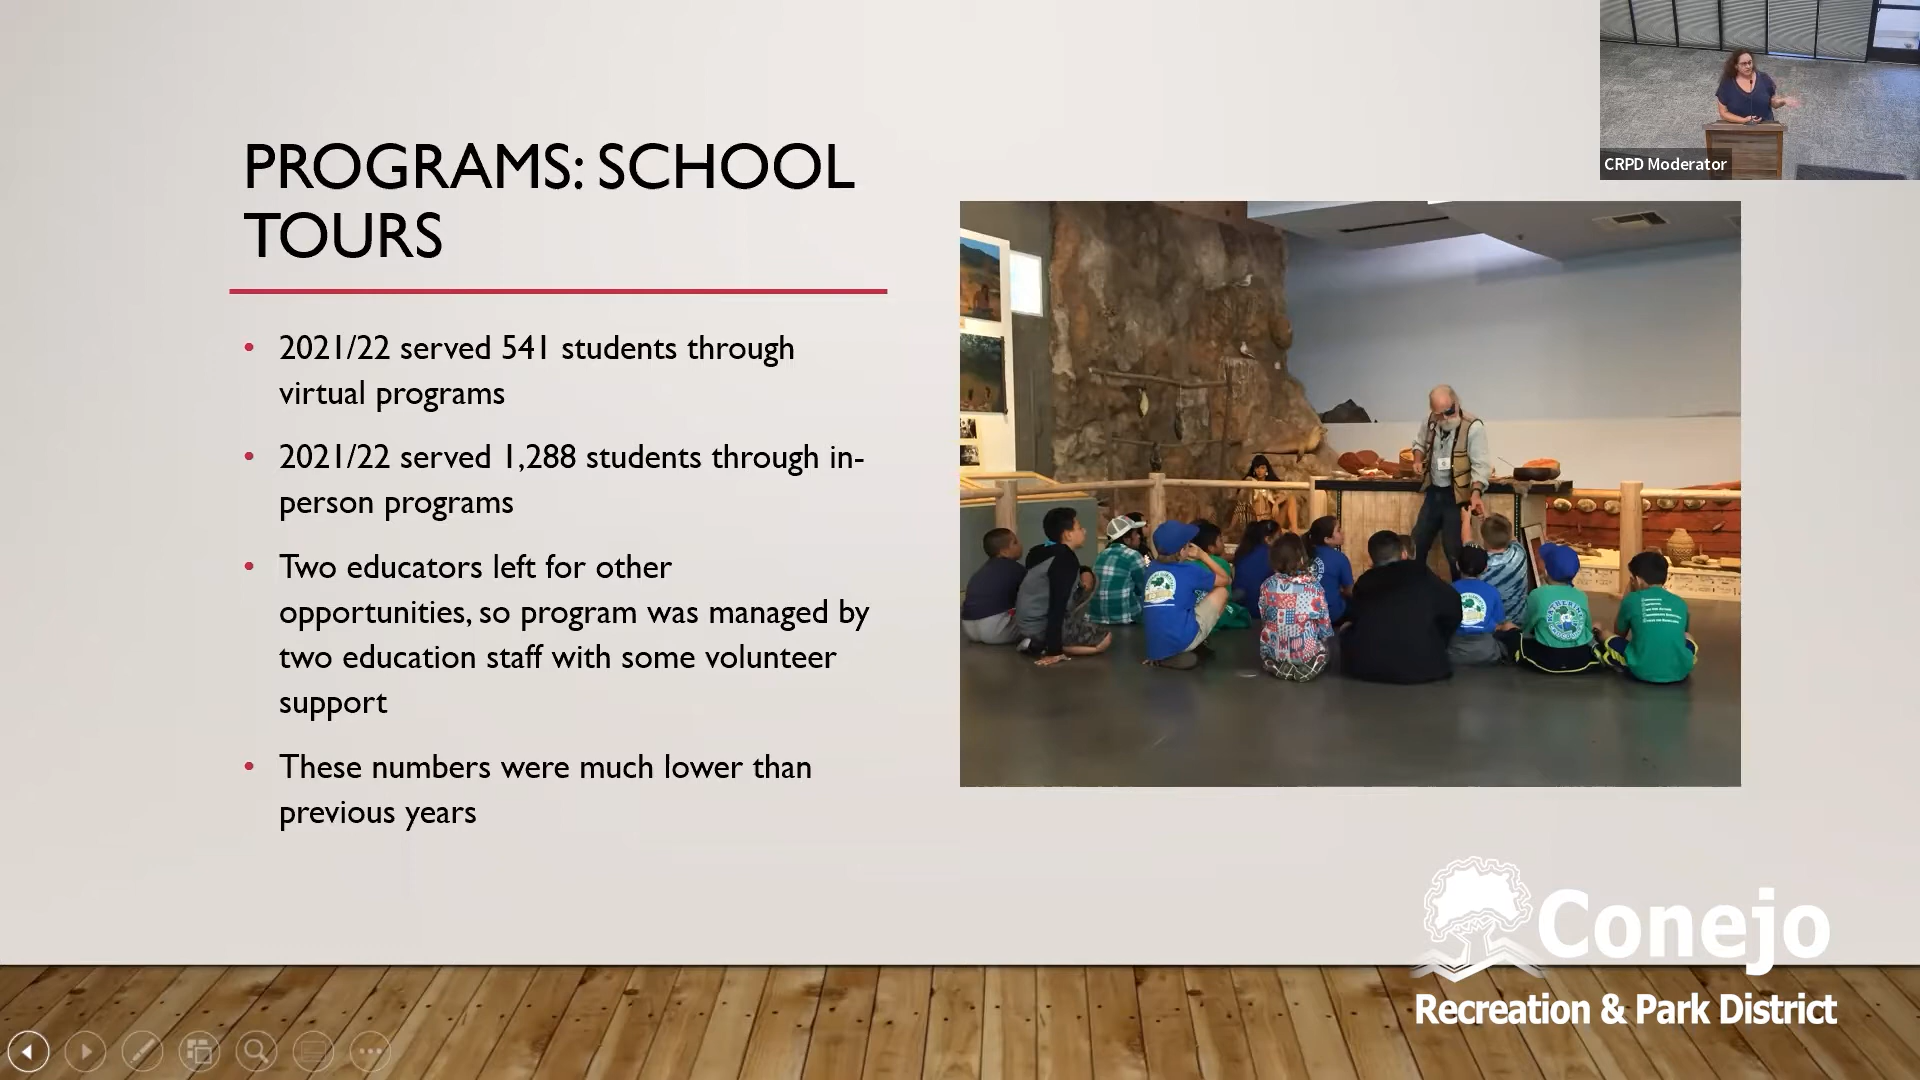 CRPD Moderator
PROGRAMS: SCHOOL
TOURS
• 2021/22 served 541 students through
virtual programs
• 2021/22 served 1,288 students through in-
person programs
• Two educators left for other
opportunities, so program was managed by
two education staff with some volunteer
support
• These numbers were much lower than
previous years
Conejo
Recreation & Park District